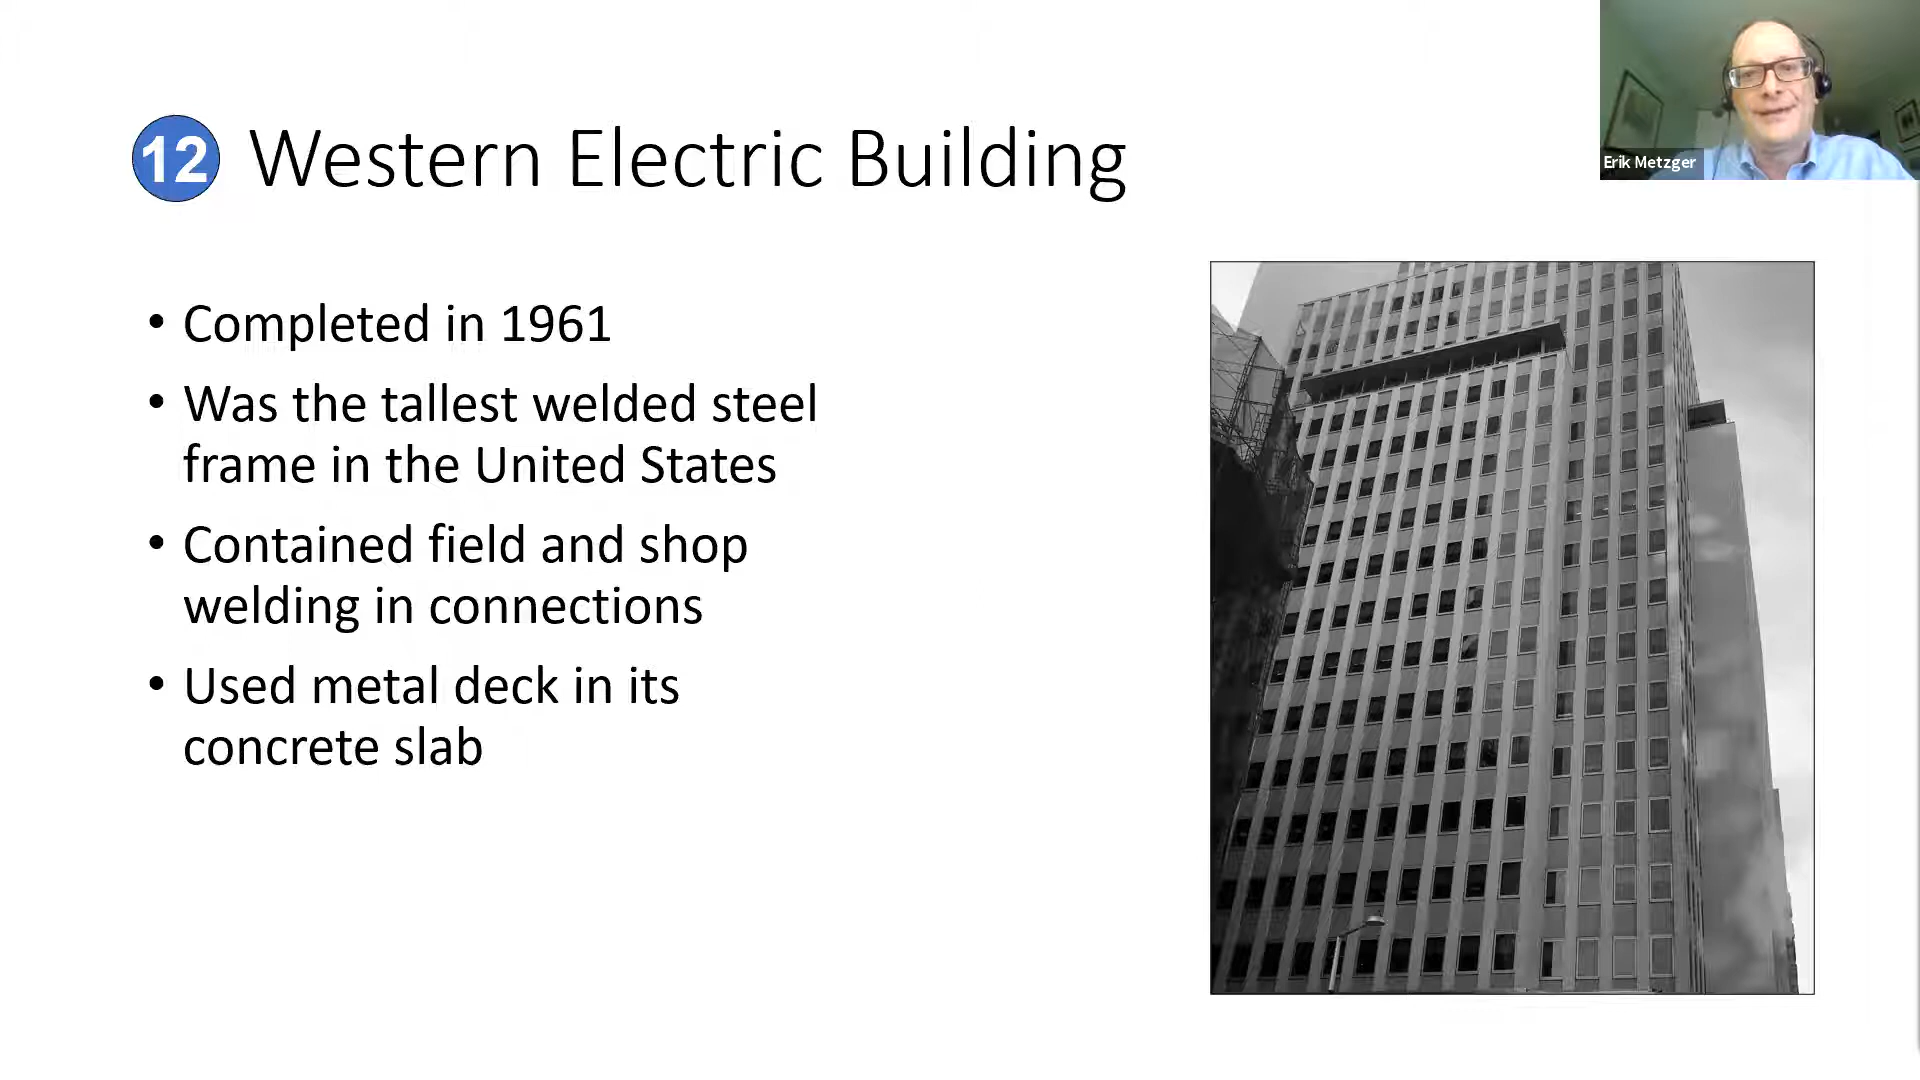 12 Western Electric Building
Erik Metzger
• Completed in 1961
• Was the tallest welded steel
frame in the United States
• Contained field and shop
welding in connections
• Used metal deck in its
concrete slab